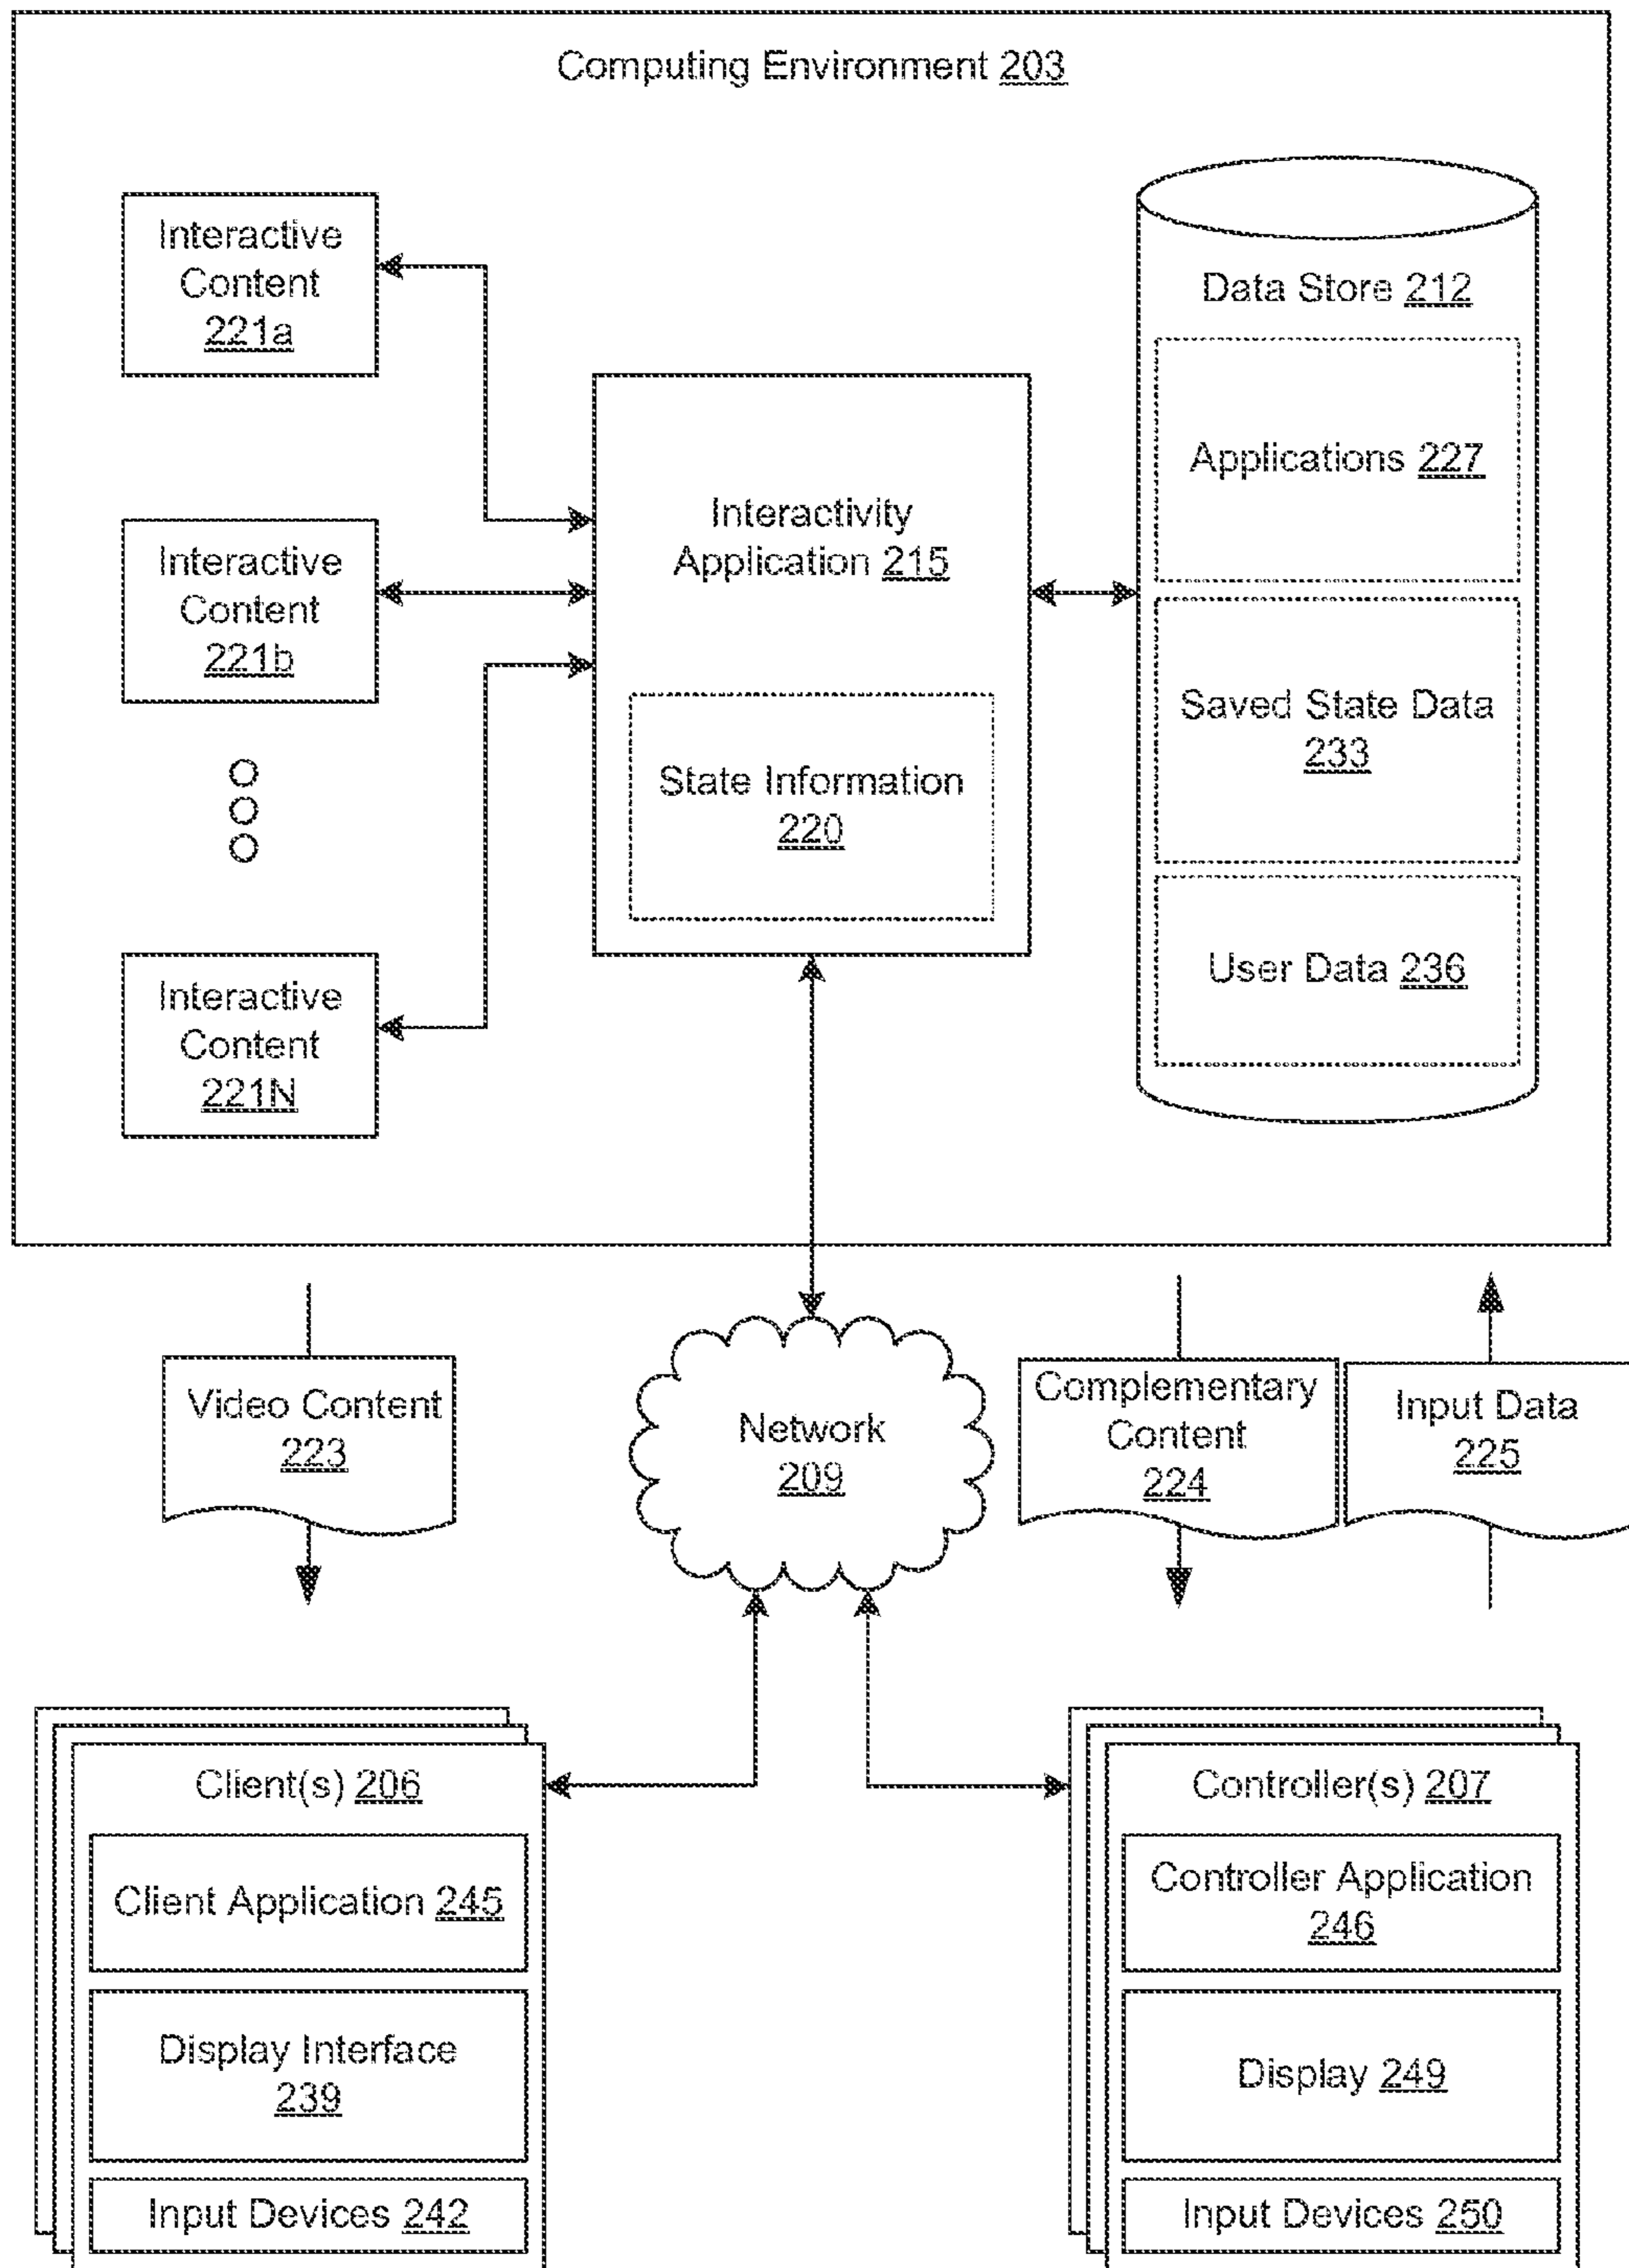 Computing Environment 203
Interactive
Content
221a
Interactive
Content
221b
Interactive
Content
221N
Interactivity
Application 215
State Information
220
Data Store 212
Applications 227
Saved State Data
233
User Data 236
Video Content
223
Network
209
Complementary
Content
224
Input Data
225
Client(s) 206
Client Application 245
Display Interface
239
Input Devices 242
Controller(s) 207
Controller Application
246
Display 249
Input Devices 250